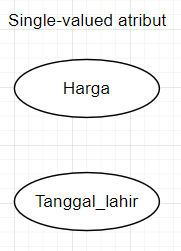 Single-valued atribut
Harga
Tanggal_lahir